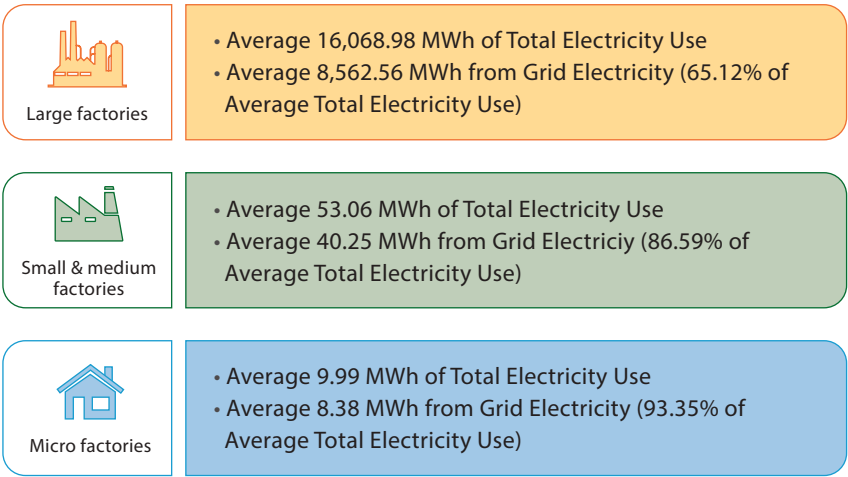 Large factories
• Average 16,068.98 MWh of Total Electricity Use
• Average 8,562.56 MWh from Grid Electricity (65.12% of
Average Total Electricity Use)
Small & medium
factories
• Average 53.06 MWh of Total Electricity Use
• Average 40.25 MWh from Grid Electriciy (86.59% of
Average Total Electricity Use)
Micro factories
• Average 9.99 MWh of Total Electricity Use
• Average 8.38 MWh from Grid Electricity (93.35% of
Average Total Electricity Use)